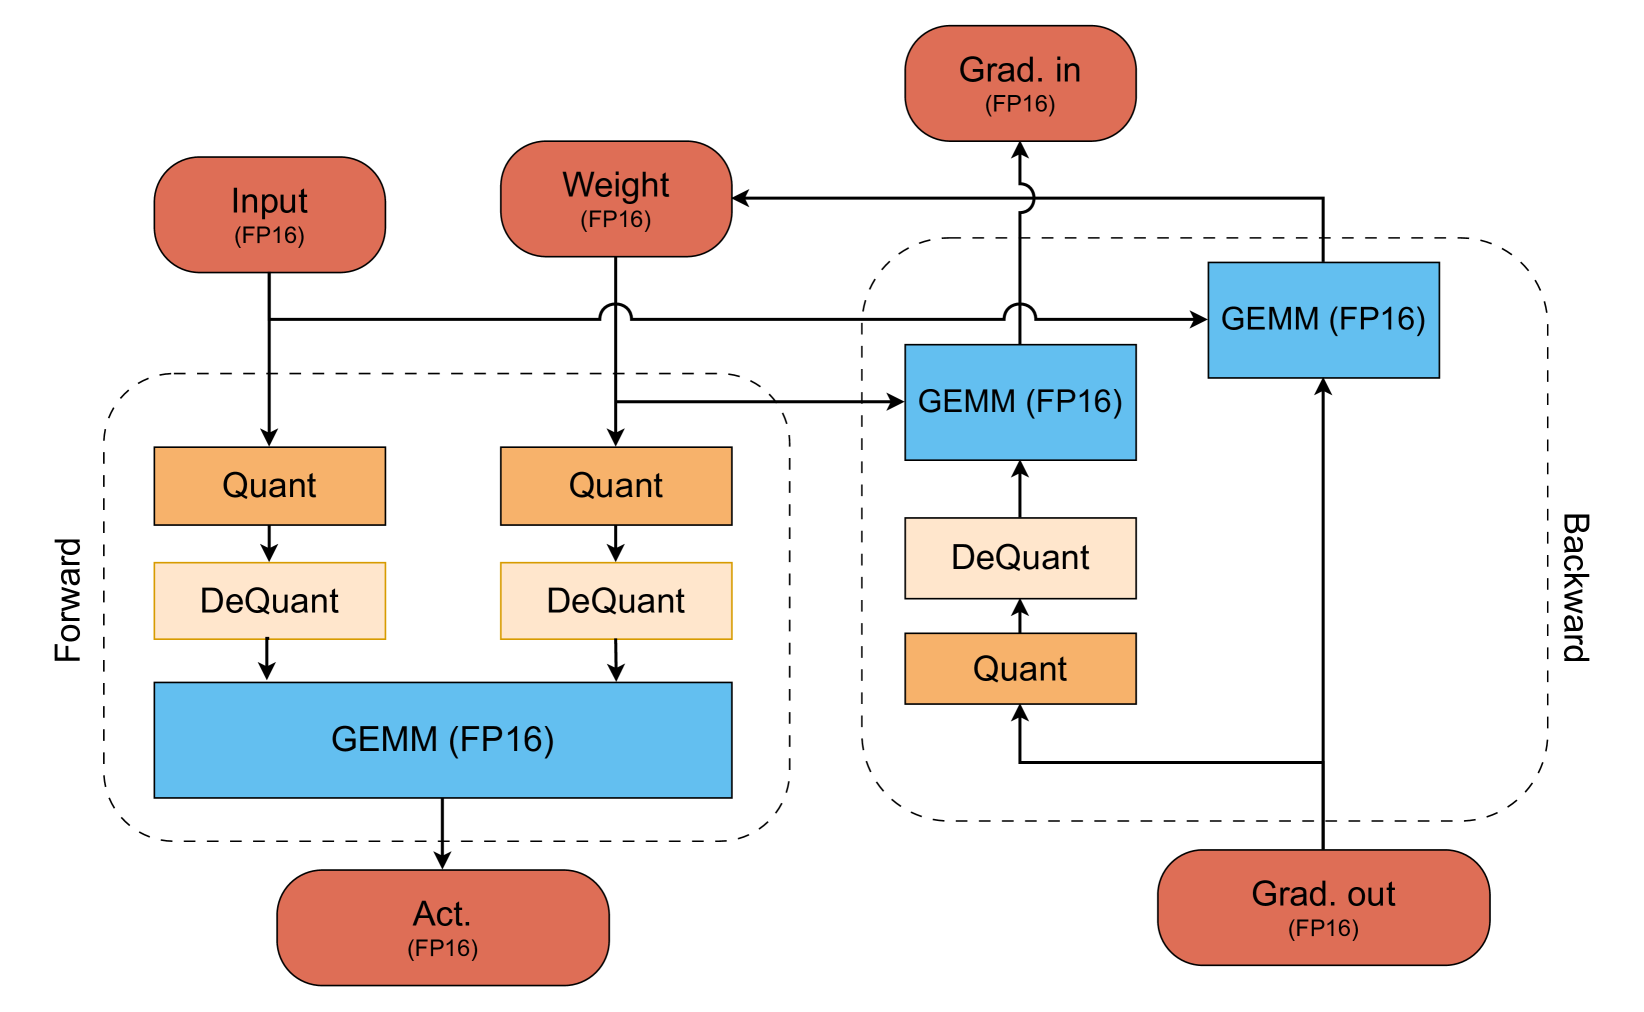 Grad. in
(FP16)
Input
(FP16)
Weight
(FP16)
GEMM (FP16)
GEMM (FP16)
Forward
Quant
Quant
DeQuant
DeQuant
GEMM (FP16)
DeQuant
Quant
Backward
Act.
(FP16)
Grad. out
(FP16)